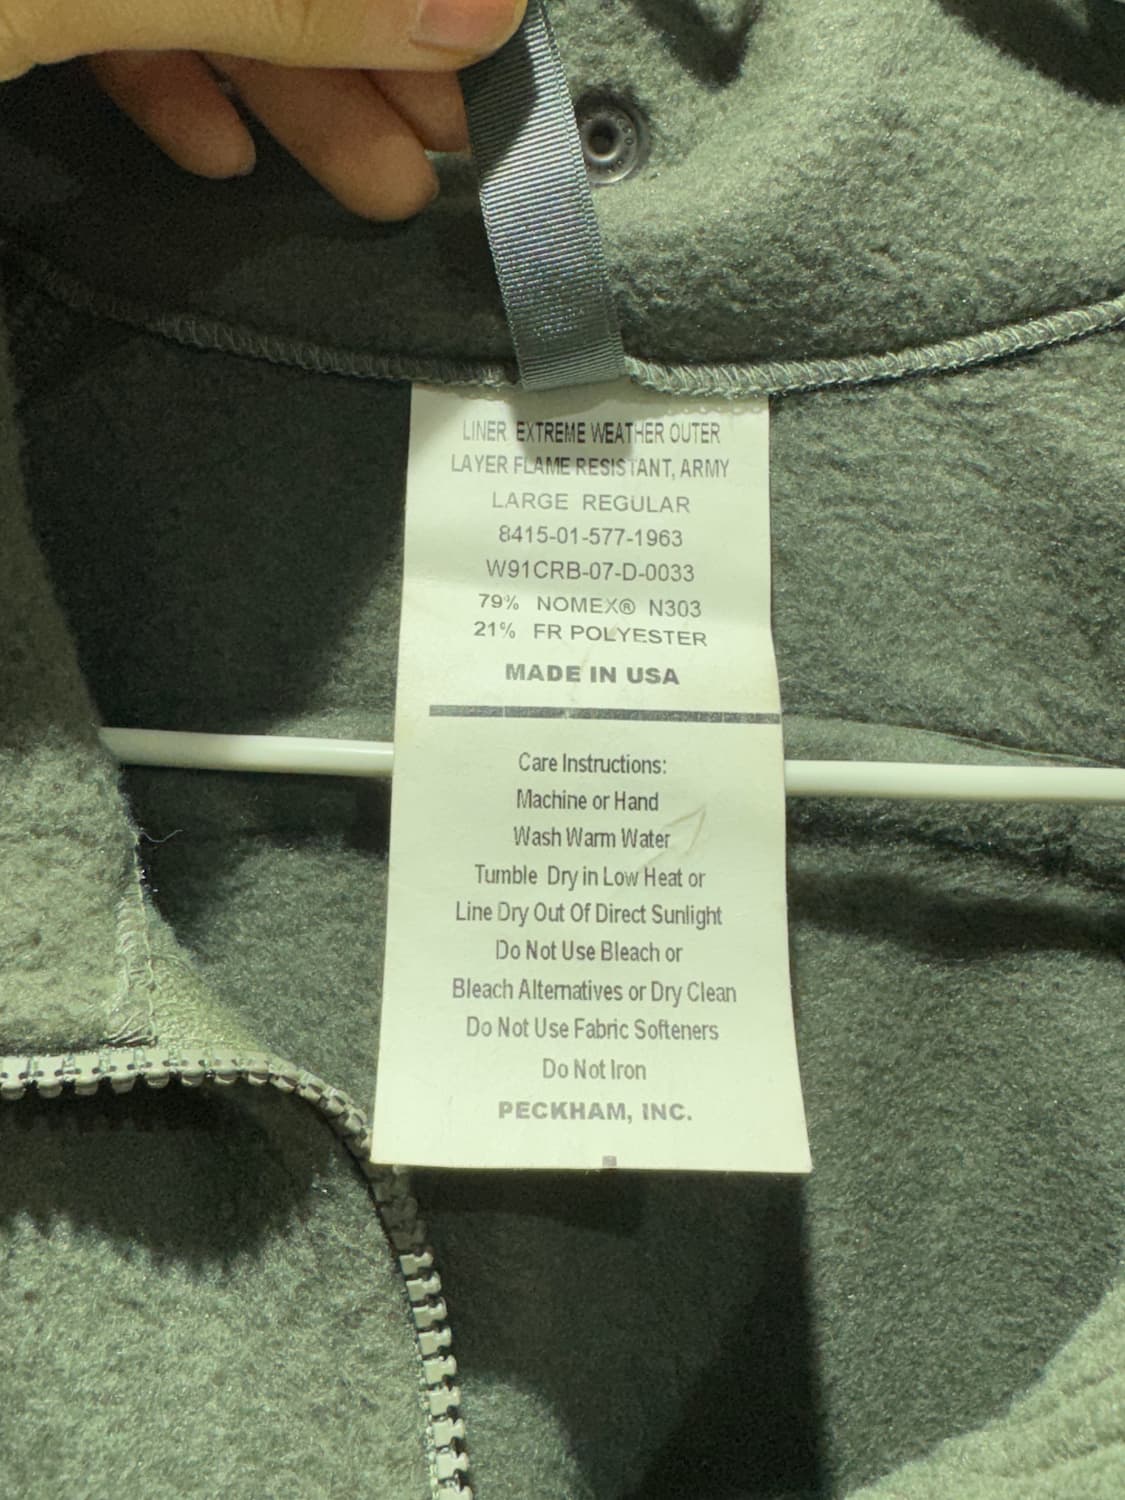 LINER EXTREME WEATHER OUTER
LAYER FLAME RESISTANT, ARMY
LARGE REGULAR
8415-01-577-1963
W91CRB-07-D-0033
79% NOMEX® N303
21% FR POLYESTER
MADE IN USA
Care Instructions:
Machine or Hand
Wash Warm Water
Tumble Dry in Low Heat or
Line Dry Out Of Direct Sunlight
Do Not Use Bleach or
Bleach Alternatives or Dry Clean
Do Not Use Fabric Softeners
Do Not Iron
PECKHAM, INC.